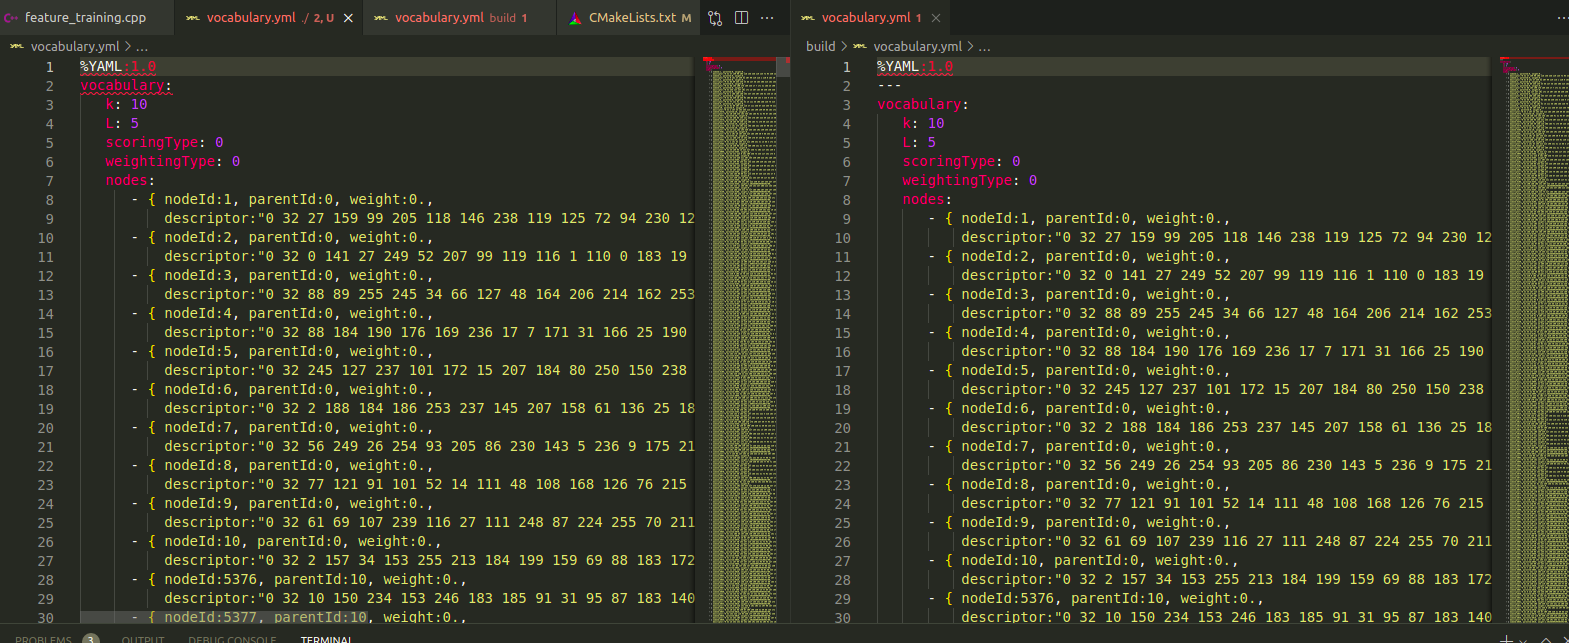 feature_training.cpp
vocabulary.yml ./ 2, U
vocabulary.yml build 1
CMakeLists.txt M
vocabulary.yml > ...
1 %YAML:1.0
2 vocabulary:
3 k: 10
4 L: 5
5 scoringType: 0
6 weightingType: 0
7 nodes:
8 - { nodeId:1, parentId:0, weight:0.,
9 descriptor:"0 32 27 159 99 205 118 146 238 119 125 72 94 230 12
10 - { nodeId:2, parentId:0, weight:0.,
11 descriptor:"0 32 0 141 27 249 52 207 99 119 116 1 110 0 183 19
12 - { nodeId:3, parentId:0, weight:0.,
13 descriptor:"0 32 88 89 255 245 34 66 127 48 164 206 214 162 253
14 - { nodeId:4, parentId:0, weight:0.,
15 descriptor:"0 32 88 184 190 176 169 236 17 7 171 31 166 25 190
16 - { nodeId:5, parentId:0, weight:0.,
17 descriptor:"0 32 245 127 237 101 172 15 207 184 80 250 150 238
18 - { nodeId:6, parentId:0, weight:0.,
19 descriptor:"0 32 2 188 184 186 253 237 145 207 158 61 136 25 18
20 - { nodeId:7, parentId:0, weight:0.,
21 descriptor:"0 32 56 249 26 254 93 205 86 230 143 5 236 9 175 21
22 - { nodeId:8, parentId:0, weight:0.,
23 descriptor:"0 32 77 121 91 101 52 14 111 48 108 168 126 76 215
24 - { nodeId:9, parentId:0, weight:0.,
25 descriptor:"0 32 61 69 107 239 116 27 111 248 87 224 255 70 211
26 - { nodeId:10, parentId:0, weight:0.,
27 descriptor:"0 32 2 157 34 153 255 213 184 199 159 69 88 183 172
28 - { nodeId:5376, parentId:10, weight:0.,
29 descriptor:"0 32 10 150 234 153 246 183 185 91 31 95 87 183 140
30 - { nodeId:5377, parentId:10, weight:0.,
vocabulary.yml 1
build > vocabulary.yml > ...
1 %YAML:1.0
2 ---
3 vocabulary:
4 k: 10
5 L: 5
6 scoringType: 0
7 weightingType: 0
8 nodes:
9 - { nodeId:1, parentId:0, weight:0.,
10 descriptor:"0 32 27 159 99 205 118 146 238 119 125 72 94 230 12
11 - { nodeId:2, parentId:0, weight:0.,
12 descriptor:"0 32 0 141 27 249 52 207 99 119 116 1 110 0 183 19
13 - { nodeId:3, parentId:0, weight:0.,
14 descriptor:"0 32 88 89 255 245 34 66 127 48 164 206 214 162 253
15 - { nodeId:4, parentId:0, weight:0.,
16 descriptor:"0 32 88 184 190 176 169 236 17 7 171 31 166 25 190
17 - { nodeId:5, parentId:0, weight:0.,
18 descriptor:"0 32 245 127 237 101 172 15 207 184 80 250 150 238
19 - { nodeId:6, parentId:0, weight:0.,
20 descriptor:"0 32 2 188 184 186 253 237 145 207 158 61 136 25 18
21 - { nodeId:7, parentId:0, weight:0.,
22 descriptor:"0 32 56 249 26 254 93 205 86 230 143 5 236 9 175 21
23 - { nodeId:8, parentId:0, weight:0.,
24 descriptor:"0 32 77 121 91 101 52 14 111 48 108 168 126 76 215
25 - { nodeId:9, parentId:0, weight:0.,
26 descriptor:"0 32 61 69 107 239 116 27 111 248 87 224 255 70 211
27 - { nodeId:10, parentId:0, weight:0.,
28 descriptor:"0 32 2 157 34 153 255 213 184 199 159 69 88 183 172
29 - { nodeId:5376, parentId:10, weight:0.,
30 descriptor:"0 32 10 150 234 153 246 183 185 91 31 95 87 183 140
PROBLEMS 3 OUTPUT DEBUG CONSOLE TERMINAL